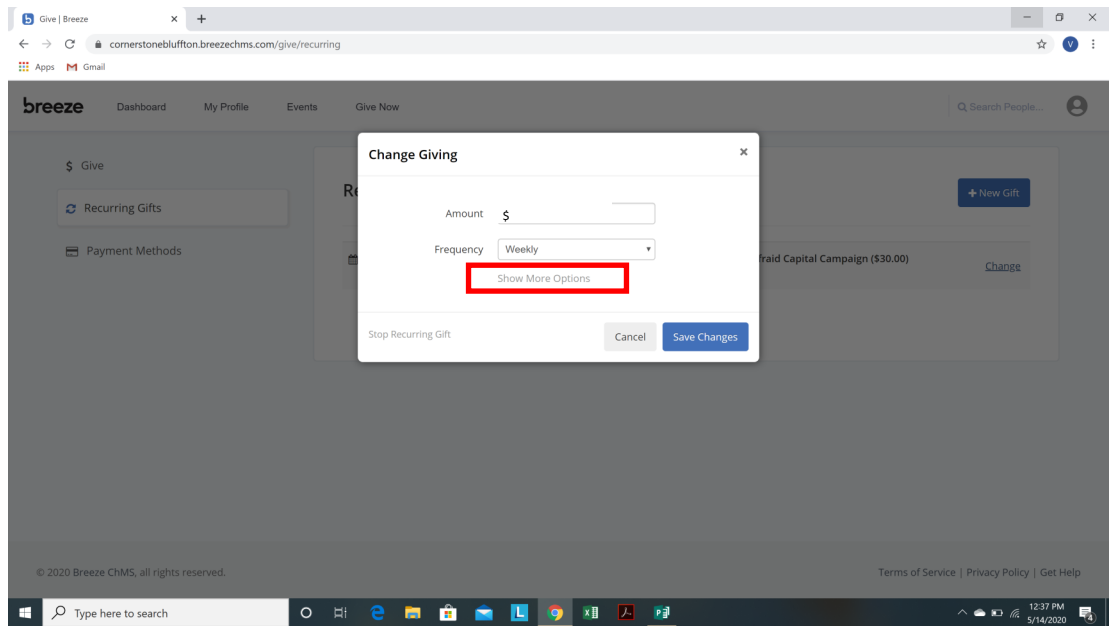 Give | Breeze
cornerstonebluffton.breezechms.com/give/recurring
V
Apps Gmail
breeze Dashboard My Profile Events Give Now Search People...
$ Give
Recurring Gifts
Payment Methods
Re
+ New Gift
fraid Capital Campaign ($30.00)
Change
Change Giving ×
Amount $
Frequency Weekly
Show More Options
Stop Recurring Gift Cancel Save Changes
© 2020 Breeze ChMS, all rights reserved. Terms of Service | Privacy Policy | Get Help
Type here to search
L
12:37 PM
5/14/2020
4